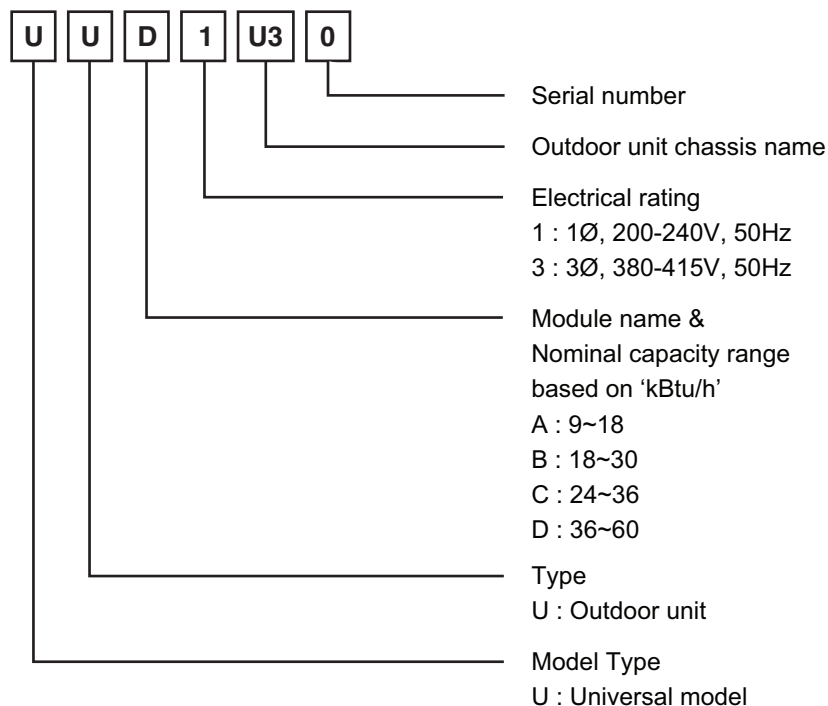 U U D 1 U3 0
Serial number
Outdoor unit chassis name
Electrical rating
1 : 1Ø, 200-240V, 50Hz
3 : 3Ø, 380-415V, 50Hz
Module name &
Nominal capacity range
based on ‘kBtu/h’
A : 9~18
B : 18~30
C : 24~36
D : 36~60
Type
U : Outdoor unit
Model Type
U : Universal model